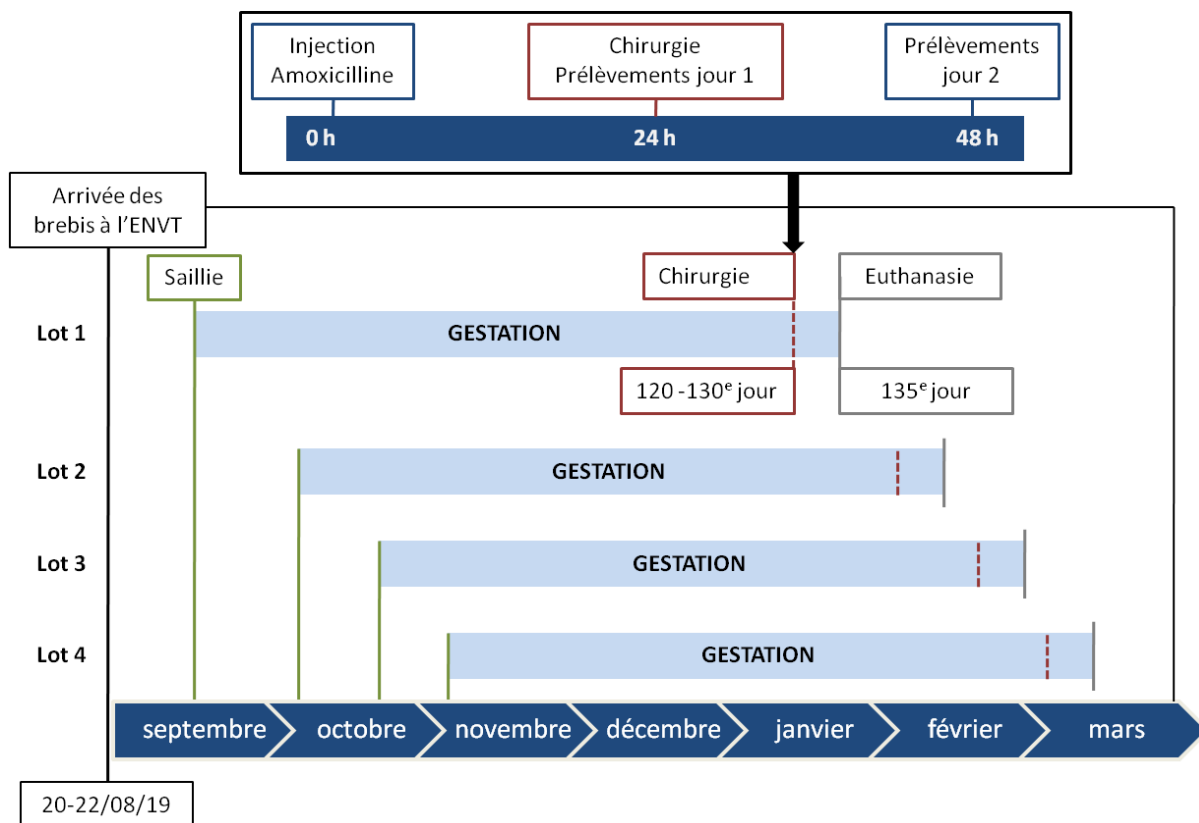 Injection
Amoxicilline
Chirurgie
Prélèvements jour 1
Prélèvements
jour 2
0 h
24 h
48 h
Arrivée des
brebis à l’ENVT
Saillie
Chirurgie
Euthanasie
Lot 1
GESTATION
120 -130e jour
135e jour
Lot 2
GESTATION
Lot 3
GESTATION
Lot 4
GESTATION
septembre
octobre
novembre
décembre
janvier
février
mars
20-22/08/19